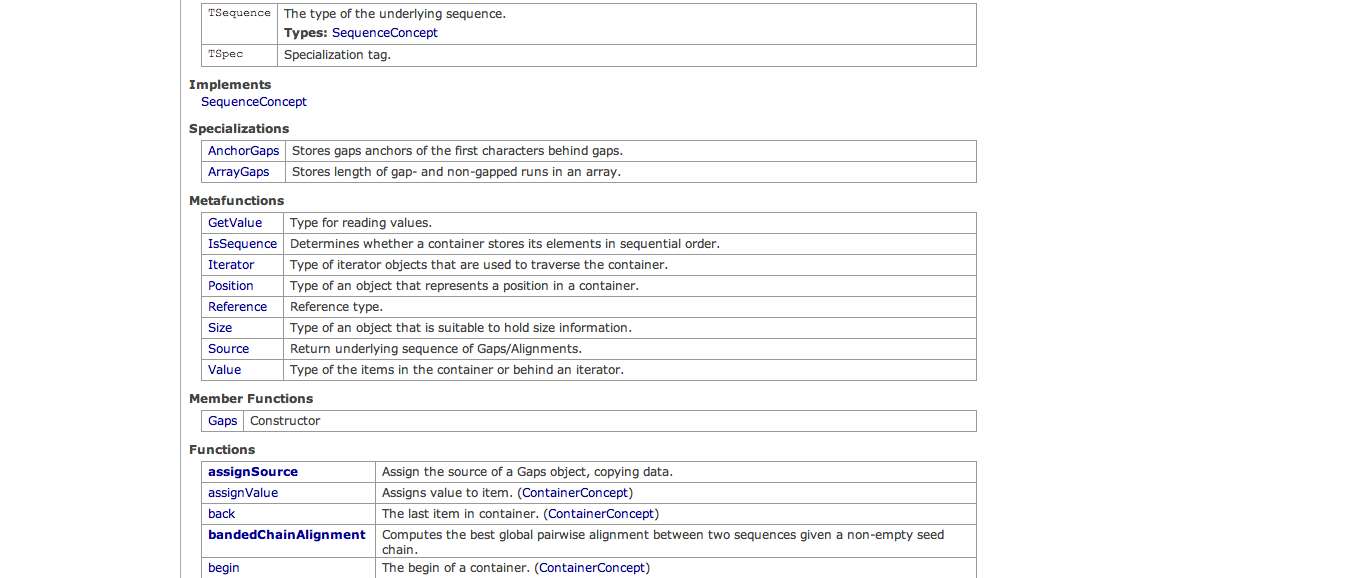 TSequence The type of the underlying sequence.
Types: SequenceConcept
TSpec Specialization tag.
Implements
SequenceConcept
Specializations
AnchorGaps Stores gaps anchors of the first characters behind gaps.
ArrayGaps Stores length of gap- and non-gapped runs in an array.
Metafunctions
GetValue Type for reading values.
IsSequence Determines whether a container stores its elements in sequential order.
Iterator Type of iterator objects that are used to traverse the container.
Position Type of an object that represents a position in a container.
Reference Reference type.
Size Type of an object that is suitable to hold size information.
Source Return underlying sequence of Gaps/Alignments.
Value Type of the items in the container or behind an iterator.
Member Functions
Gaps Constructor
Functions
assignSource Assign the source of a Gaps object, copying data.
assignValue Assigns value to item. (ContainerConcept)
back The last item in container. (ContainerConcept)
bandedChainAlignment Computes the best global pairwise alignment between two sequences given a non-empty seed
chain.
begin The begin of a container. (ContainerConcept)